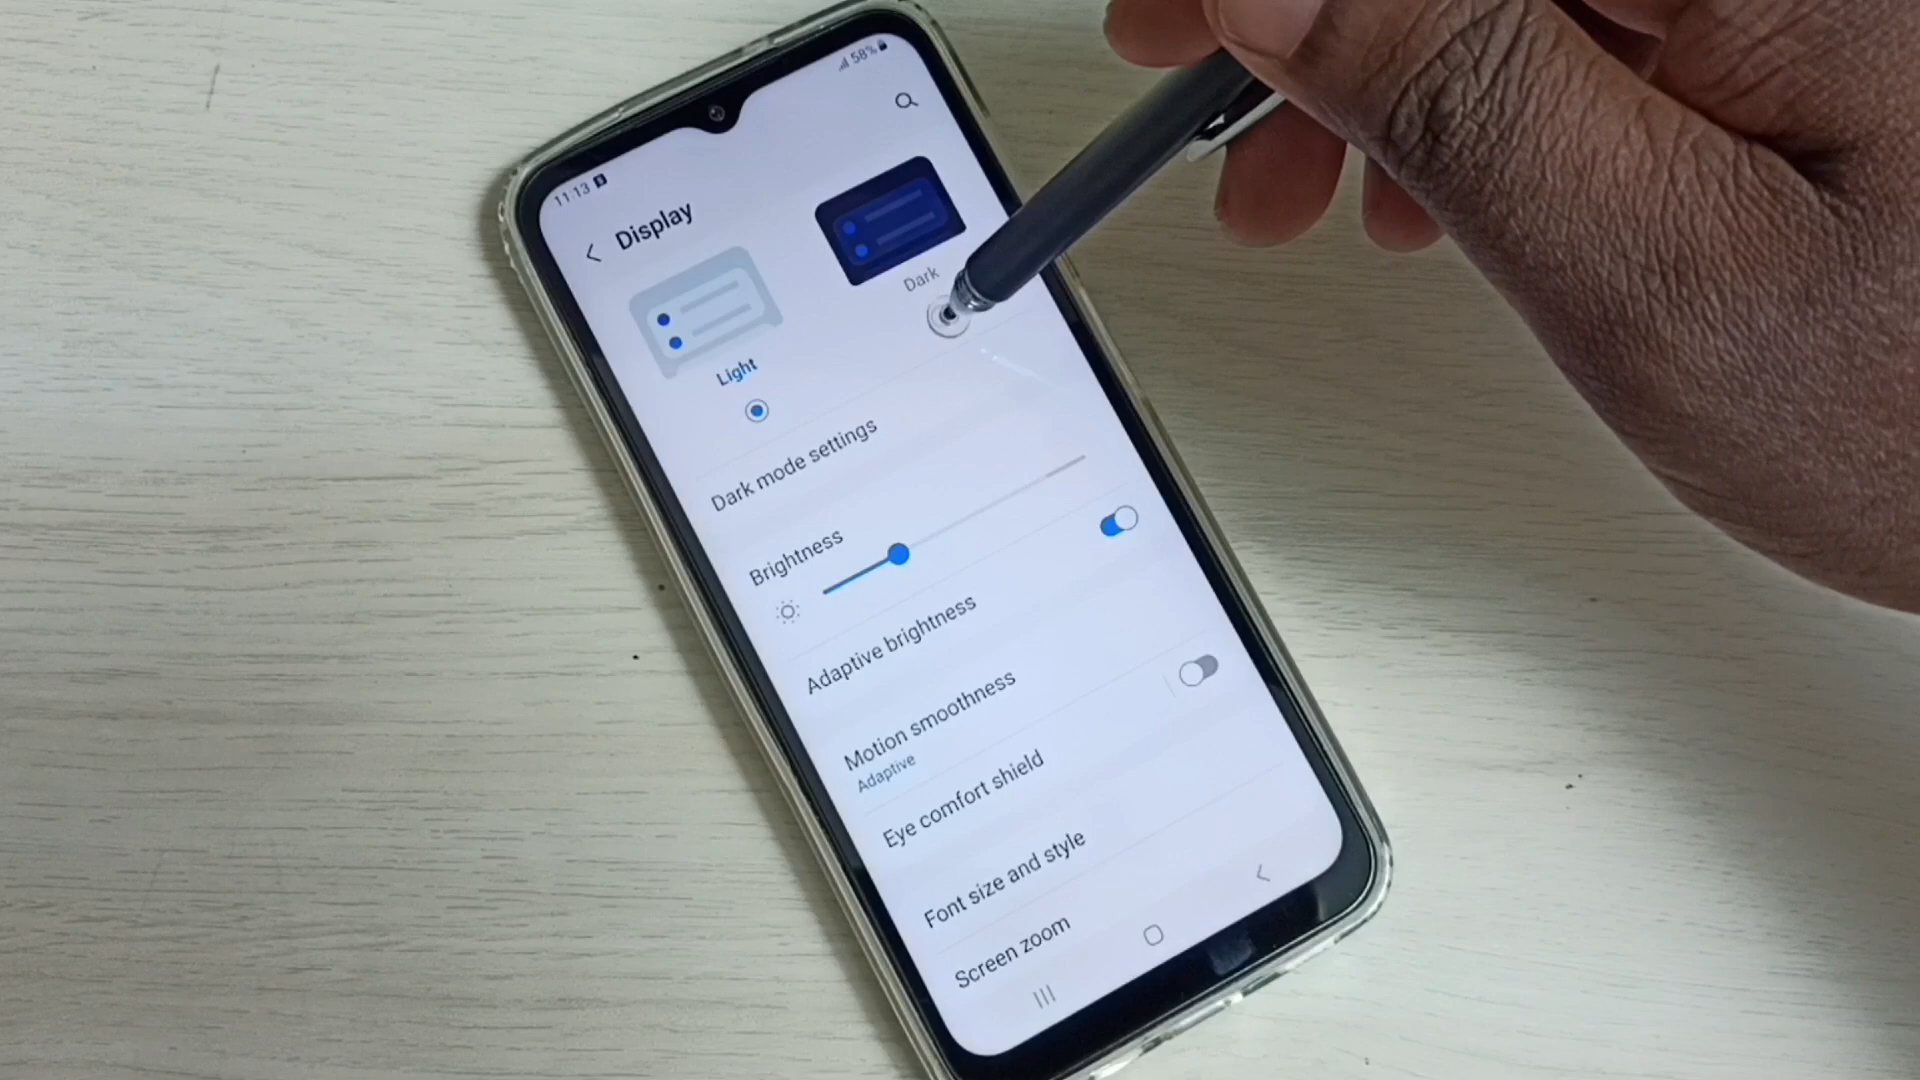 11:13
58%
Display
Light
Dark
Dark mode settings
Brightness
Adaptive brightness
Motion smoothness
Adaptive
Eye comfort shield
Font size and style
Screen zoom